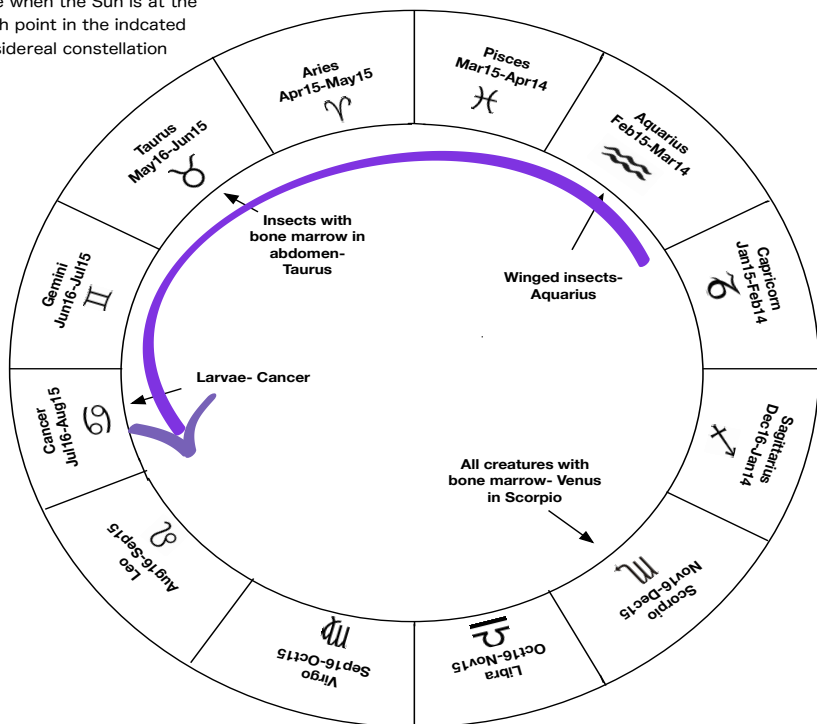 e when the Sun is at the
h point in the indcated
sidereal constellation
Aries
Apr15-May15
Pisces
Mar15-Apr14
Taurus
May16-Jun15
Aquarius
Feb15-Mar14
Insects with
bone marrow in
abdomen-
Taurus
Winged insects-
Aquarius
Gemini
Jun16-Jul15
Capricorn
Jan15-Feb14
Larvae- Cancer
Cancer
Jul16-Aug15
Sagittarius
Dec16-Jan14
All creatures with
bone marrow- Venus
in Scorpio
Leo
Aug16-Sep15
Scorpio
Nov16-Dec15
Virgo
Sep16-Oct15
Libra
Oct16-Nov15